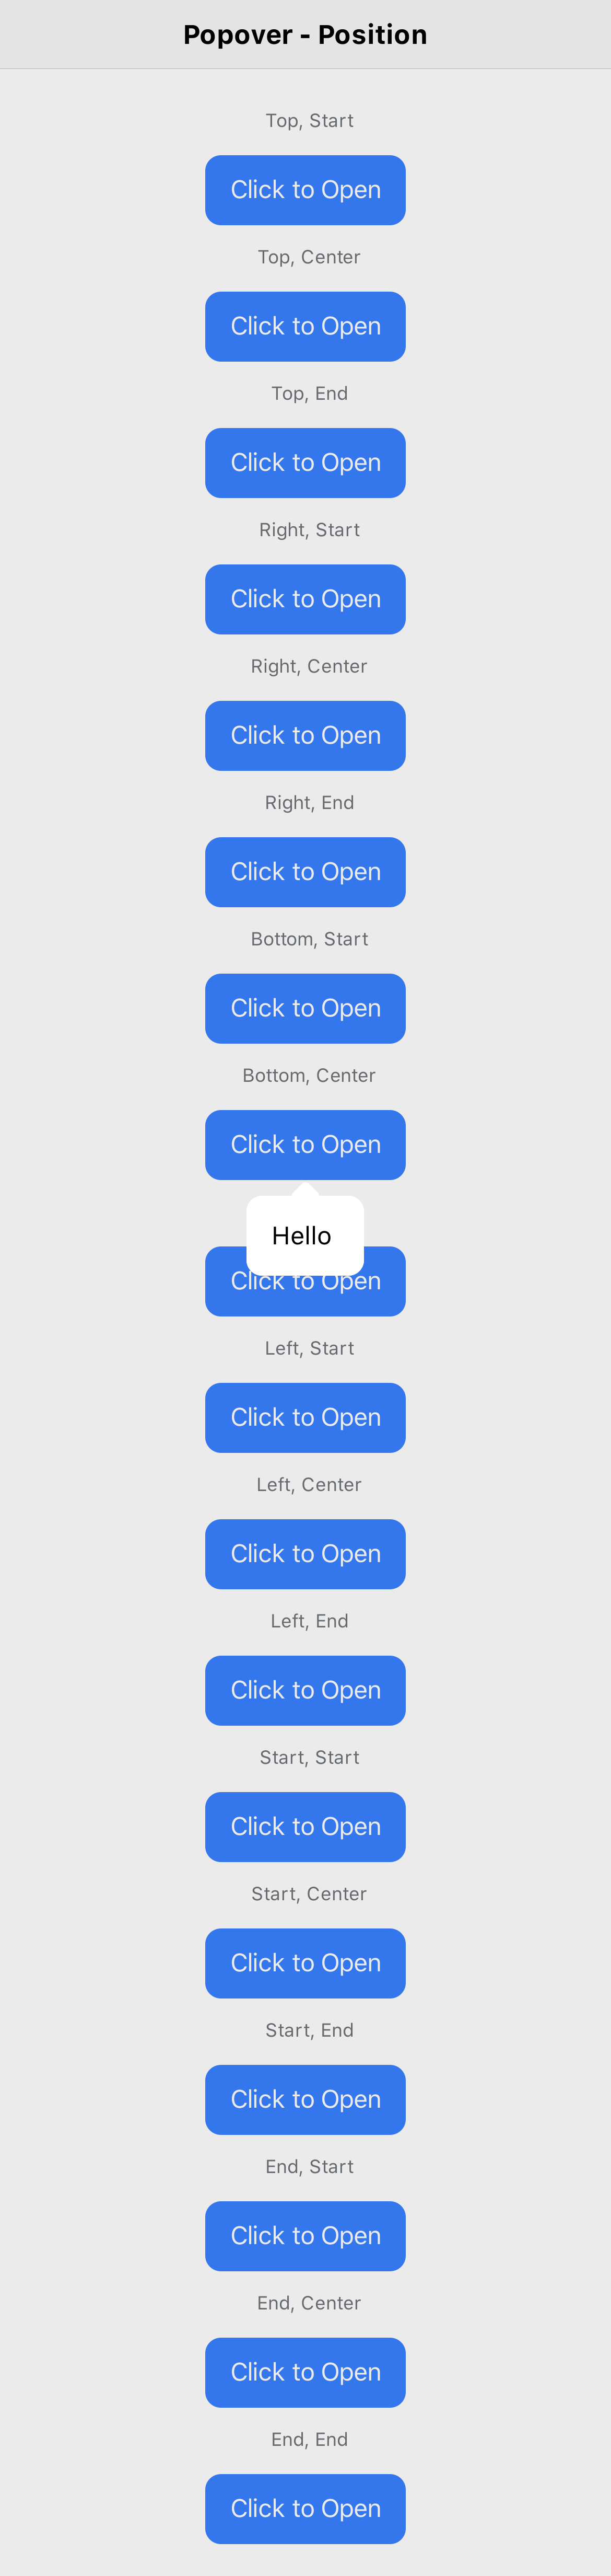 Popover - Position
Top, Start
Click to Open
Top, Center
Click to Open
Top, End
Click to Open
Right, Start
Click to Open
Right, Center
Click to Open
Right, End
Click to Open
Bottom, Start
Click to Open
Bottom, Center
Click to Open
Hello
Click to Open
Left, Start
Click to Open
Left, Center
Click to Open
Left, End
Click to Open
Start, Start
Click to Open
Start, Center
Click to Open
Start, End
Click to Open
End, Start
Click to Open
End, Center
Click to Open
End, End
Click to Open